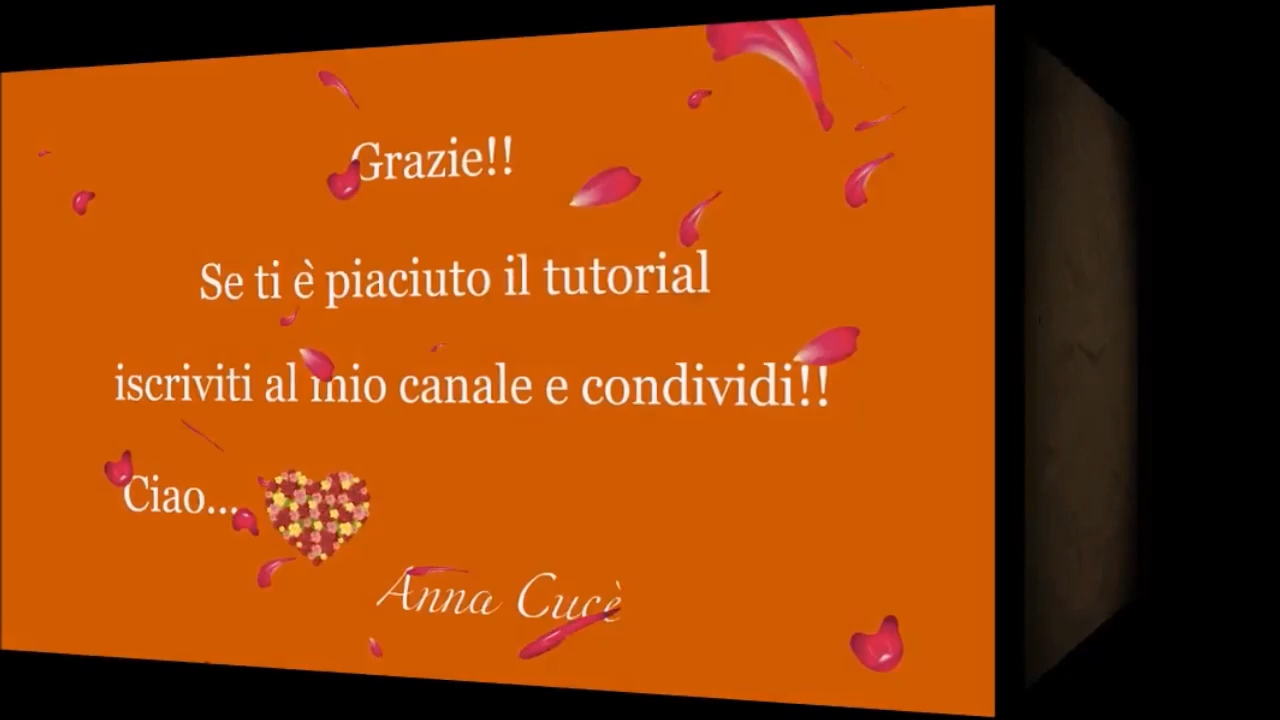 Grazie!!
Se ti è piaciuto il tutorial
iscriviti al mio canale e condividi!!
Ciao...
Anna Cucè